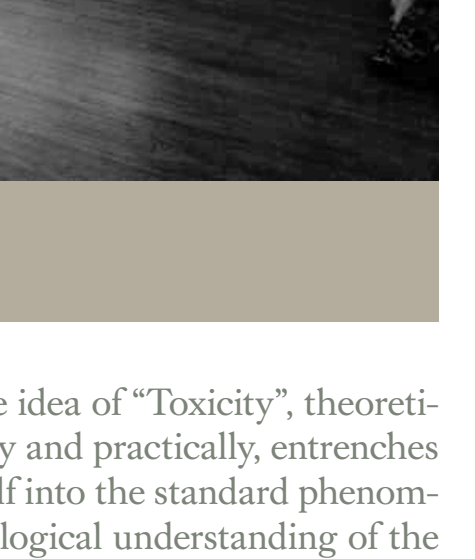 e idea of “Toxicity”, theoreti-
y and practically, entrenches
lf into the standard phenom-
logical understanding of the